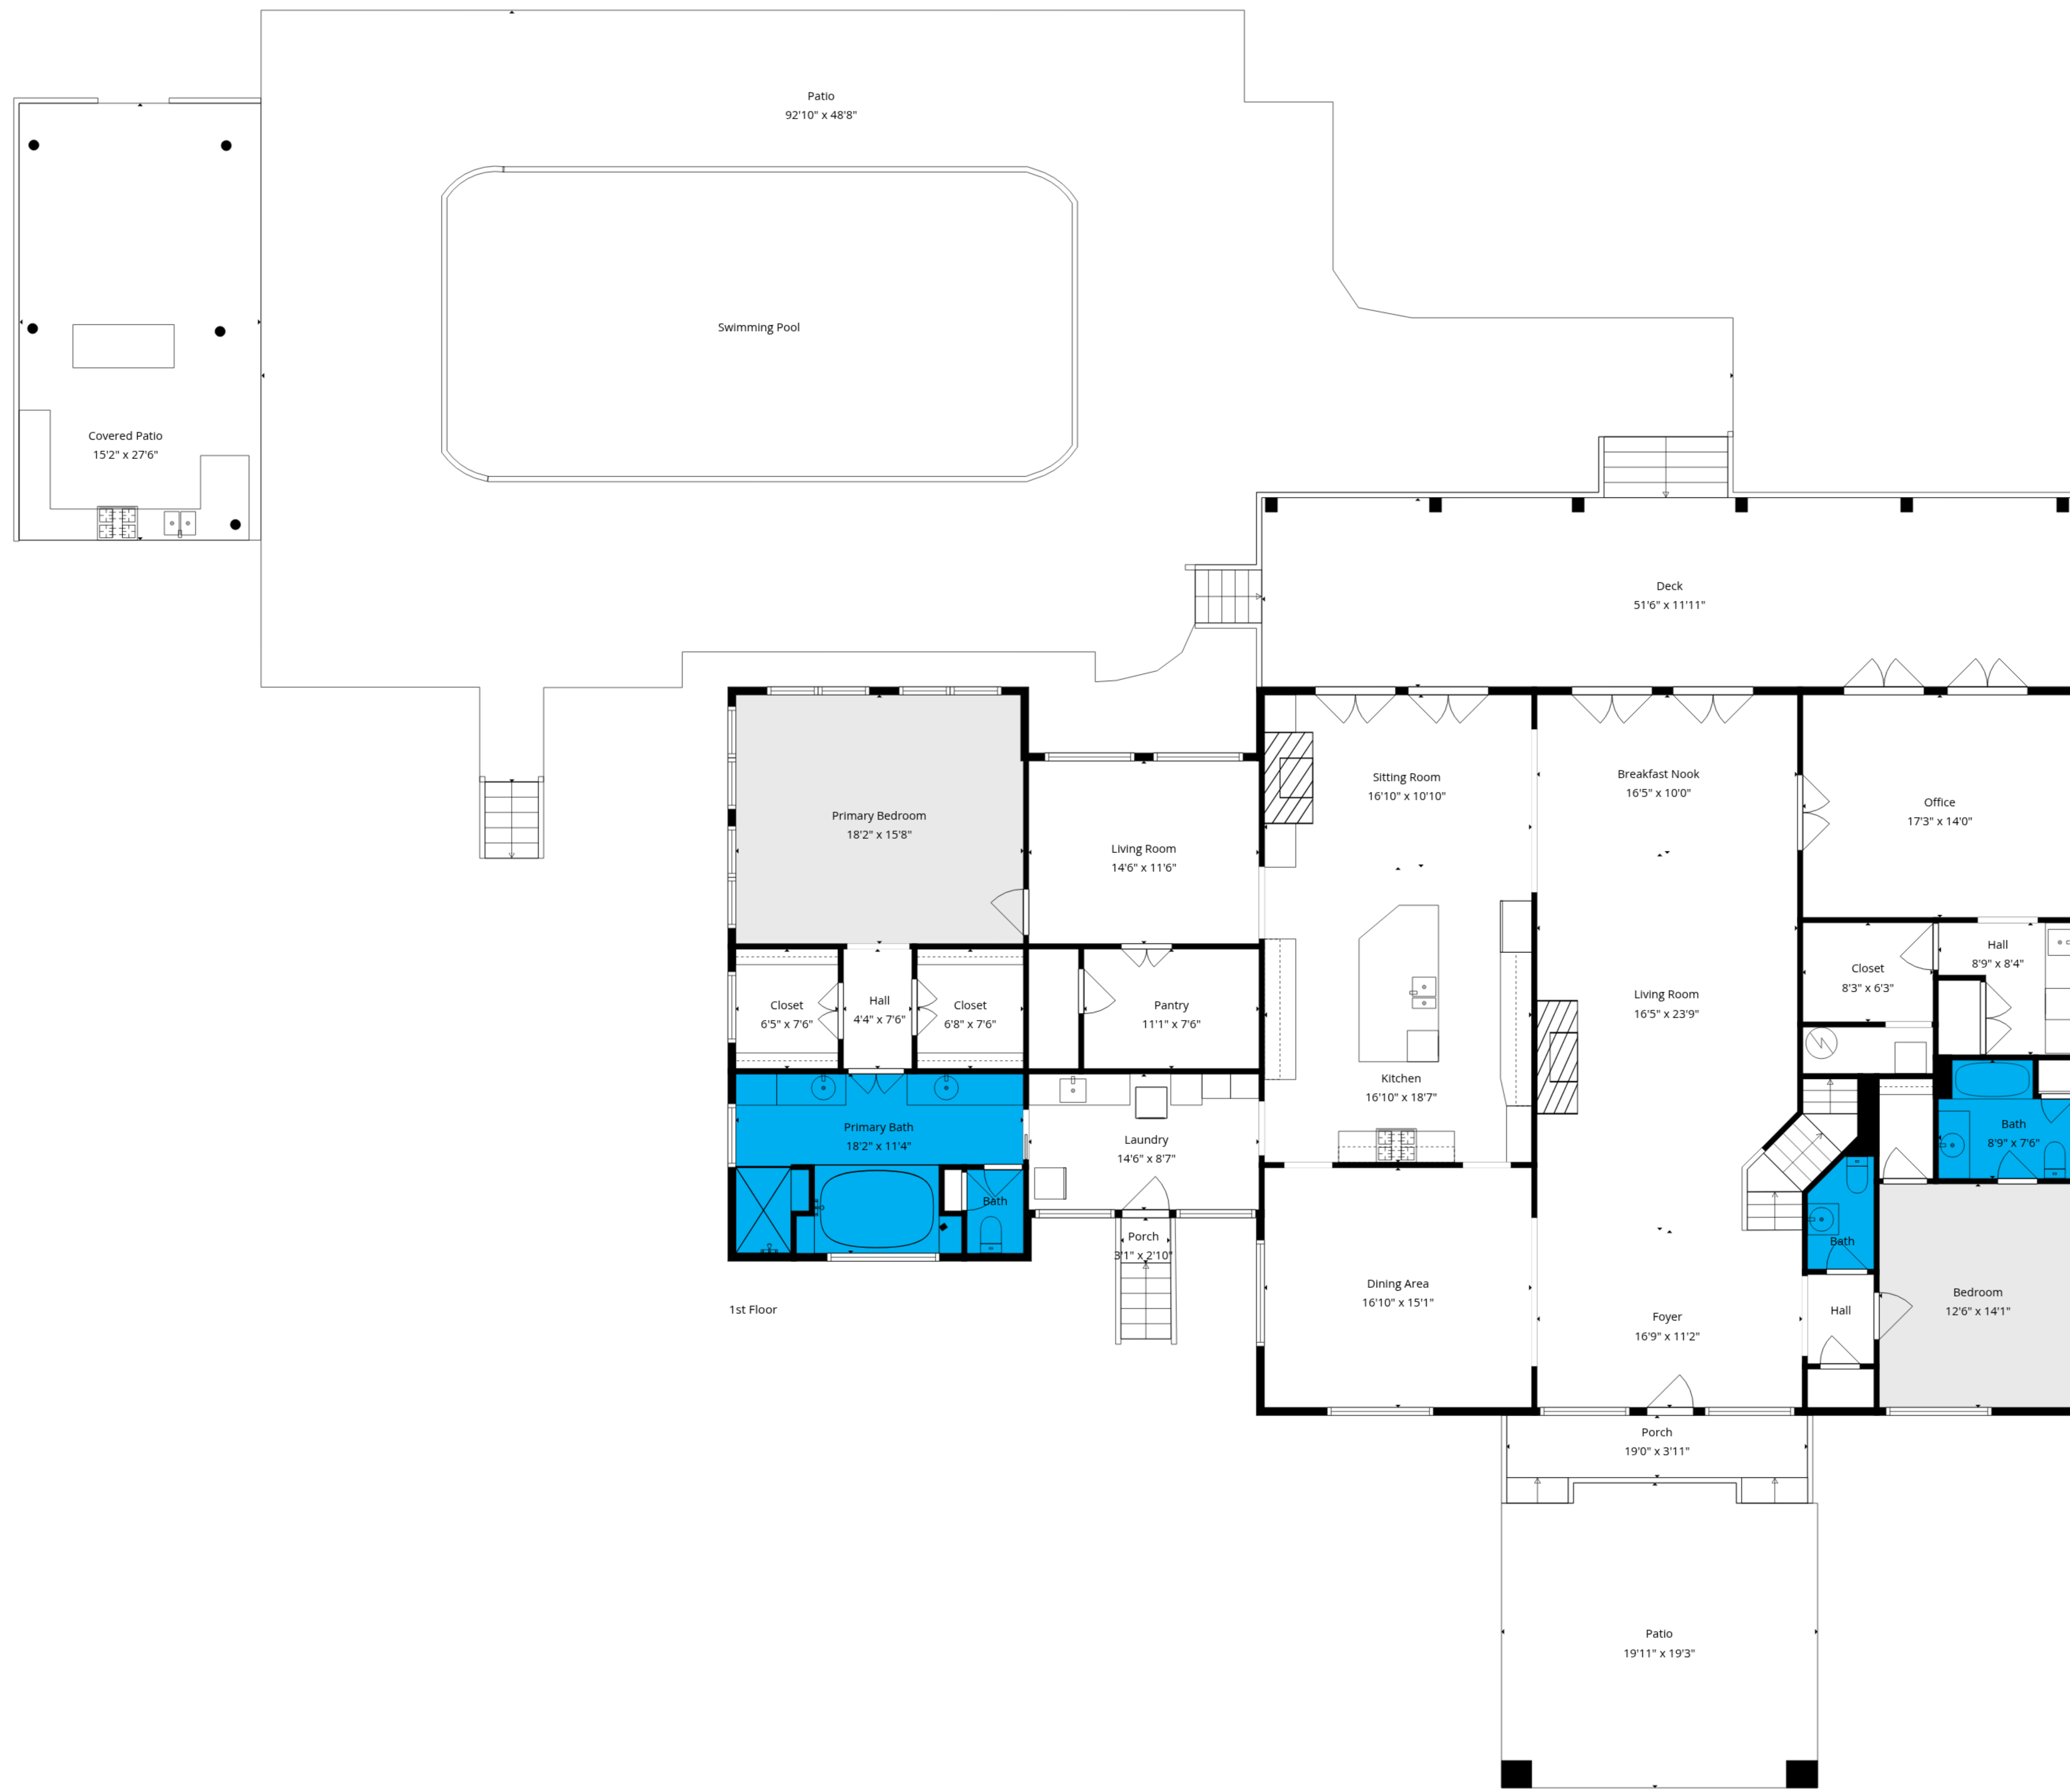 Patio
92'10" x 48'8"
Swimming Pool
Covered Patio
15'2" x 27'6"
Deck
51'6" x 11'11"
Primary Bedroom
18'2" x 15'8"
Living Room
14'6" x 11'6"
Sitting Room
16'10" x 10'10"
Breakfast Nook
16'5" x 10'0"
Office
17'3" x 14'0"
Closet
6'5" x 7'6"
Hall
4'4" x 7'6"
Closet
6'8" x 7'6"
Pantry
11'1" x 7'6"
Living Room
16'5" x 23'9"
Closet
8'3" x 6'3"
Hall
8'9" x 8'4"
Kitchen
16'10" x 18'7"
Primary Bath
18'2" x 11'4"
Laundry
14'6" x 8'7"
Bath
8'9" x 7'6"
Bath
Porch
3'1" x 2'10"
Bath
Dining Area
16'10" x 15'1"
Foyer
16'9" x 11'2"
Hall
Bedroom
12'6" x 14'1"
1st Floor
Porch
19'0" x 3'11"
Patio
19'11" x 19'3"